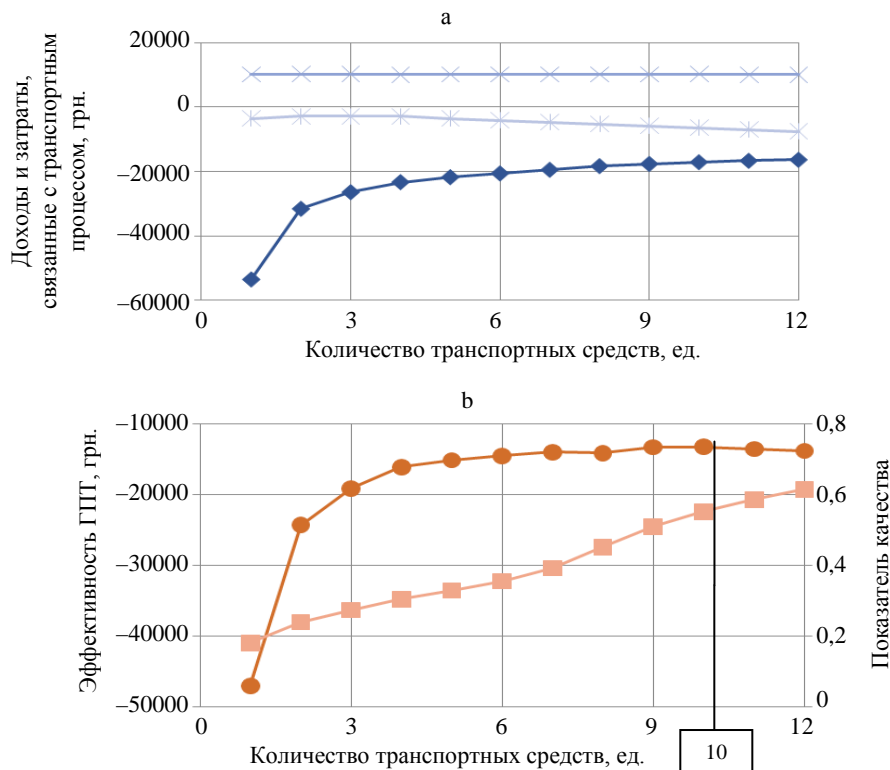 a
Доходы и затраты,
связанные с транспортным
процессом, грн.
20000
0
–20000
–40000
–60000
0
3
6
9
12
Количество транспортных средств, ед.
b
Эффективность ГПТ, грн.
–10000
–20000
–30000
–40000
–50000
0,8
0,6
0,4
0,2
0
Показатель качества
0
3
6
9
12
Количество транспортных средств, ед.
10